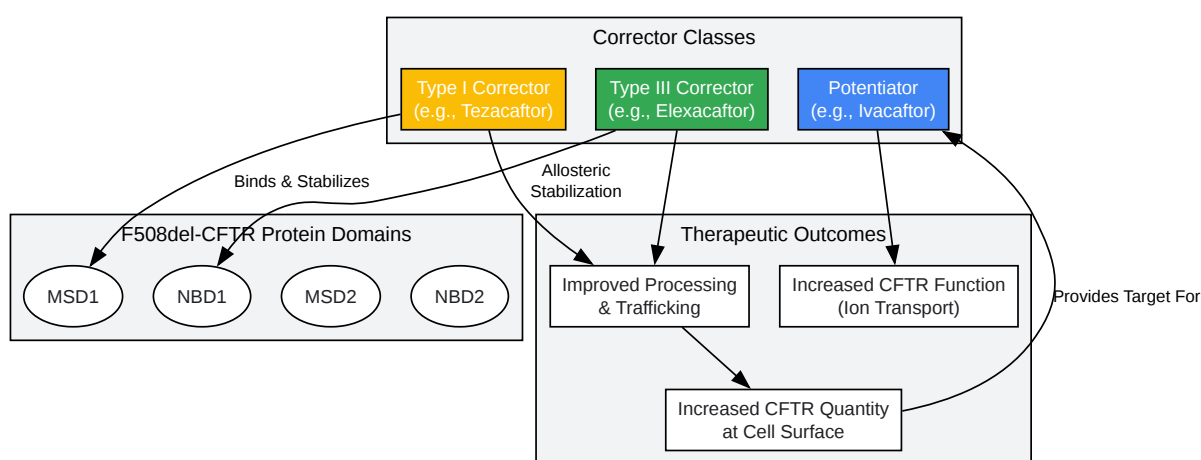 Corrector Classes
Type I Corrector
(e.g., Tezacaftor)
Type III Corrector
(e.g., Elexacaftor)
Potentiator
(e.g., Ivacaftor)
Binds & Stabilizes
Allosteric
Stabilization
F508del-CFTR Protein Domains
MSD1
NBD1
MSD2
NBD2
Therapeutic Outcomes
Improved Processing
& Trafficking
Increased CFTR Function
(Ion Transport)
Provides Target For
Increased CFTR Quantity
at Cell Surface